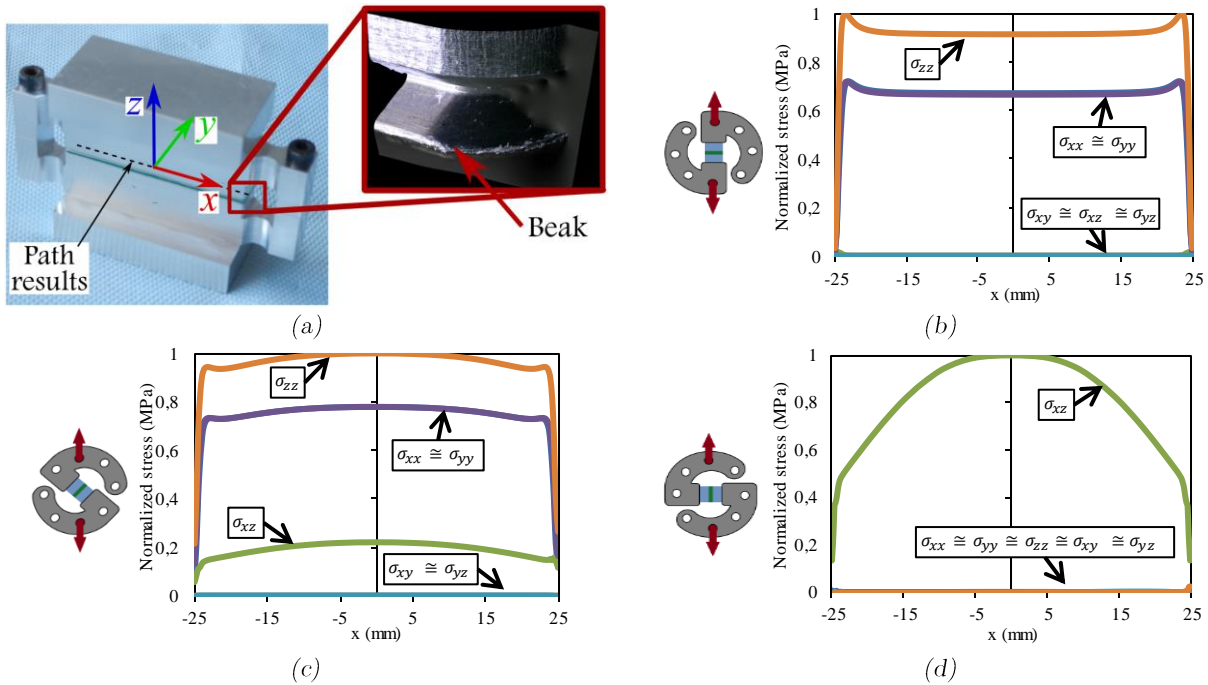 z
y
x
Path
results
Beak
(a)
Normalized stress (MPa)
1
0,8
0,6
0,4
0,2
0
σzz
σxx ≅ σyy
σxy ≅ σxz ≅ σyz
-25 -15 -5 5 15 25
x (mm)
(b)
Normalized stress (MPa)
1
0,8
0,6
0,4
0,2
0
σzz
σxx ≅ σyy
σxz
σxy ≅ σyz
-25 -15 -5 5 15 25
x (mm)
(c)
Normalized stress (MPa)
1
0,8
0,6
0,4
0,2
0
σxz
σxx ≅ σyy ≅ σzz ≅ σxy ≅ σyz
-25 -15 -5 5 15 25
x (mm)
(d)